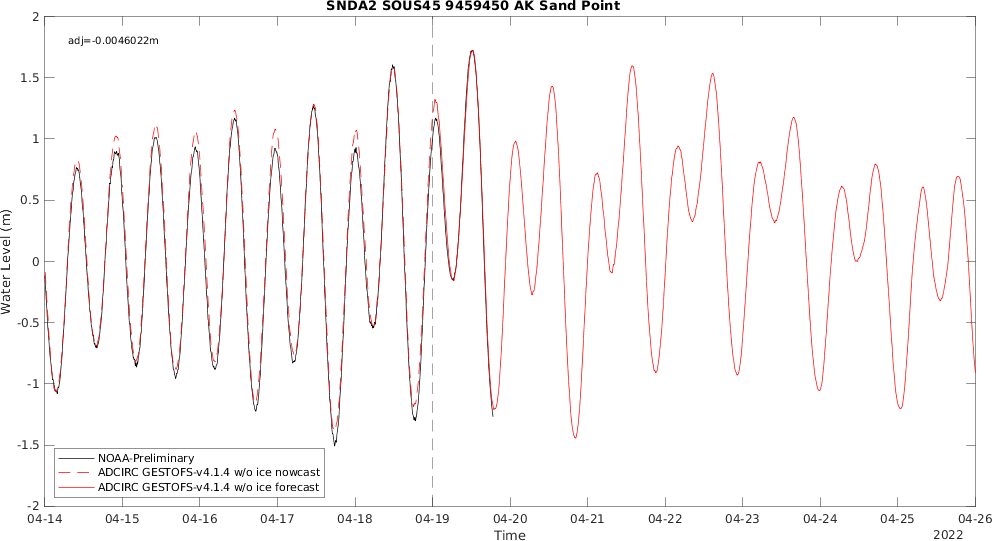 SNDA2 SOUS45 9459450 AK Sand Point
adj=-0.0046022m
2
1.5
1
0.5
0
-0.5
-1
-1.5
-2
Water Level (m)
NOAA-Preliminary
ADCIRC GESTOFS-v4.1.4 w/o ice nowcast
ADCIRC GESTOFS-v4.1.4 w/o ice forecast
04-14 04-15 04-16 04-17 04-18 04-19 04-20 04-21 04-22 04-23 04-24 04-25 04-26
Time
2022